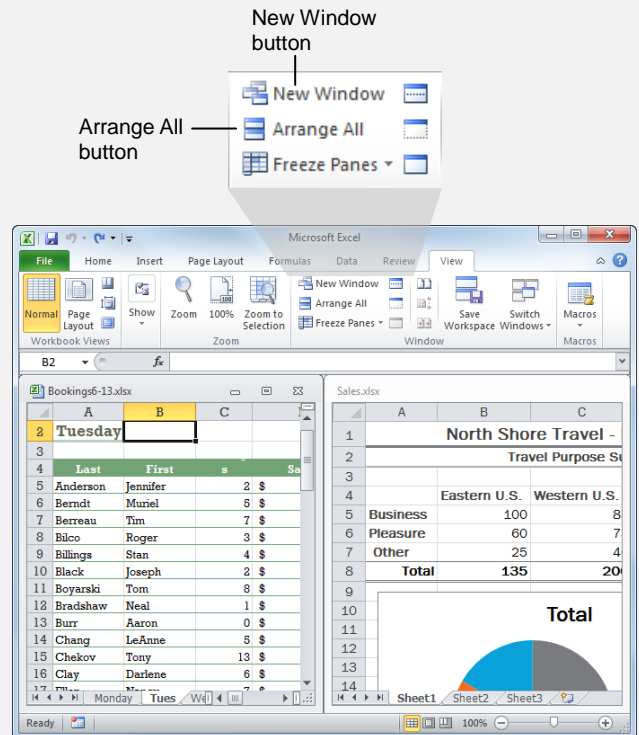 New Window
button
New Window
Arrange All
button
Arrange All
Freeze Panes
Microsoft Excel
File Home Insert Page Layout Formulas Data Review View
Normal Page Layout Show Zoom 100% Zoom to Selection New Window Arrange All Freeze Panes Save Workspace Switch Windows Macros
Workbook Views Zoom Window Macros
B2 fx
Bookings6-13.xlsx
A B C
2 Tuesday
3
4 Last First s Sa
5 Anderson Jennifer 2 $
6 Berndt Muriel 5 $
7 Berreau Tim 7 $
8 Bilco Roger 3 $
9 Billings Stan 4 $
10 Black Joseph 2 $
11 Boyarski Tom 8 $
12 Bradshaw Neal 1 $
13 Burr Aaron 0 $
14 Chang LeAnne 5 $
15 Chekov Tony 13 $
16 Clay Darlene 6 $
17
Monday Tues Wed
Sales.xlsx
A B C
1 North Shore Travel -
2 Travel Purpose Su
3
4 Eastern U.S. Western U.S.
5 Business 100 8
6 Pleasure 60 7
7 Other 25 4
8 Total 135 20
9
10 Total
11
12
13
14
Sheet1 Sheet2 Sheet3
Ready 100%